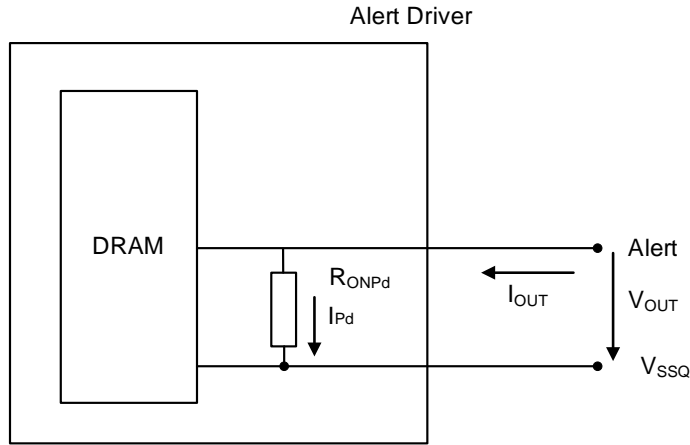 Alert Driver
DRAM
Alert
RONPd
IOUT
VOUT
IPd
VSSQ